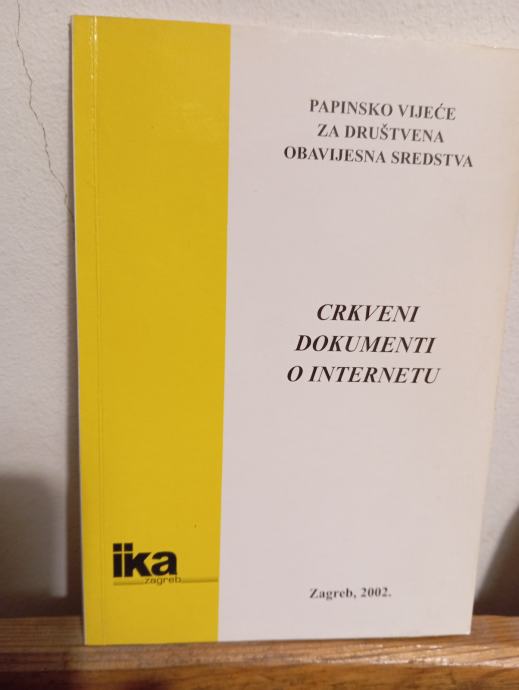 PAPINSKO VIJEĆE
ZA DRUŠTVENA
OBAVIJESNA SREDSTVA
CRKVENI
DOKUMENTI
O INTERNETU
ika
zagreb
Zagreb, 2002.